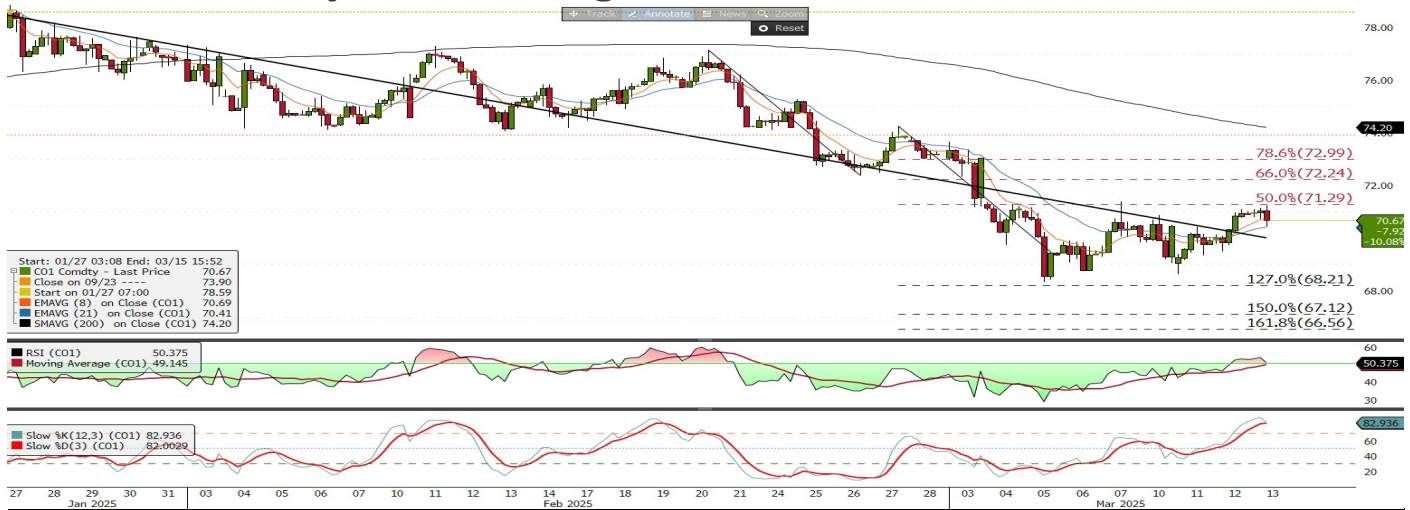 Track Annotate News Zoom
Reset
78.00
76.00
74.20
74.00
78.6%(72.99)
66.0%(72.24)
72.00
50.0%(71.29)
70.67
-7.92
-10.08%
127.0%(68.21)
68.00
150.0%(67.12)
161.8%(66.56)
Start: 01/27 03:08 End: 03/15 15:52
CO1 Comdty - Last Price 70.67
Close on 09/23 ---- 73.90
Start on 01/27 07:00 78.59
EMAVG (8) on Close (CO1) 70.69
EMAVG (21) on Close (CO1) 70.41
SMAVG (200) on Close (CO1) 74.20
RSI (CO1) 50.375
Moving Average (CO1) 49.145
60
50.375
40
30
Slow %K(12,3) (CO1) 82.936
Slow %D(3) (CO1) 82.0029
82.936
60
40
20
27 28 29 30 31 03 04 05 06 07 10 11 12 13 14 17 18 19 20 21 24 25 26 27 28 03 04 05 06 07 10 11 12 13
Jan 2025 Feb 2025 Mar 2025